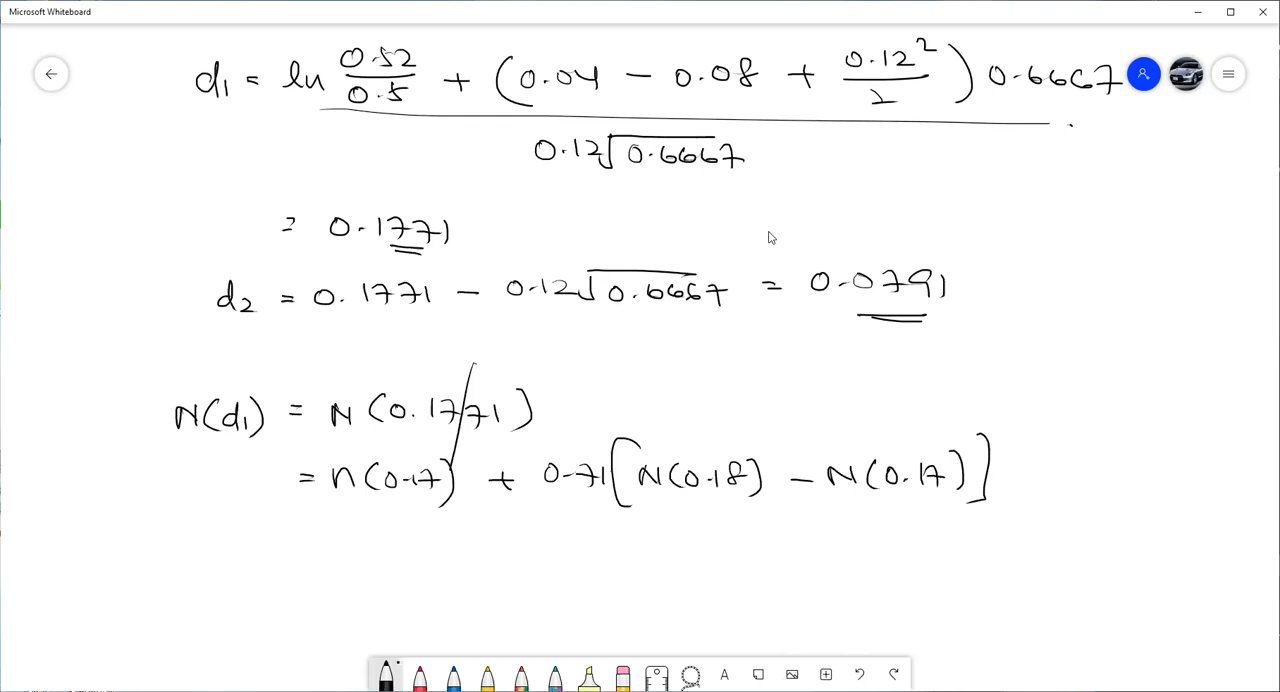 Microsoft Whiteboard
d1 = ln 0.52/0.5 + (0.04 - 0.08 + 0.12²/2) 0.6667
0.12√0.6667
= 0.1771
d2 = 0.1771 - 0.12√0.6667 = 0.0791
N(d1) = N(0.1771)
= N(0.17) + 0.71[N(0.18) - N(0.17)]
A